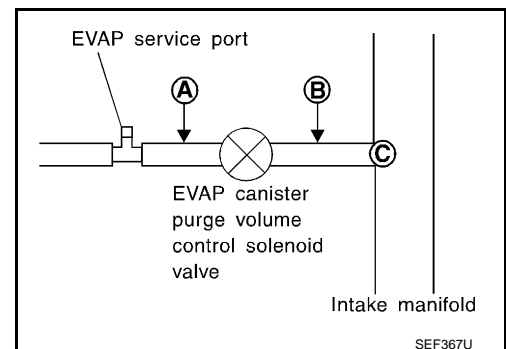 EVAP service port
A
B
C
EVAP canister
purge volume
control solenoid
valve
Intake manifold
SEF367U